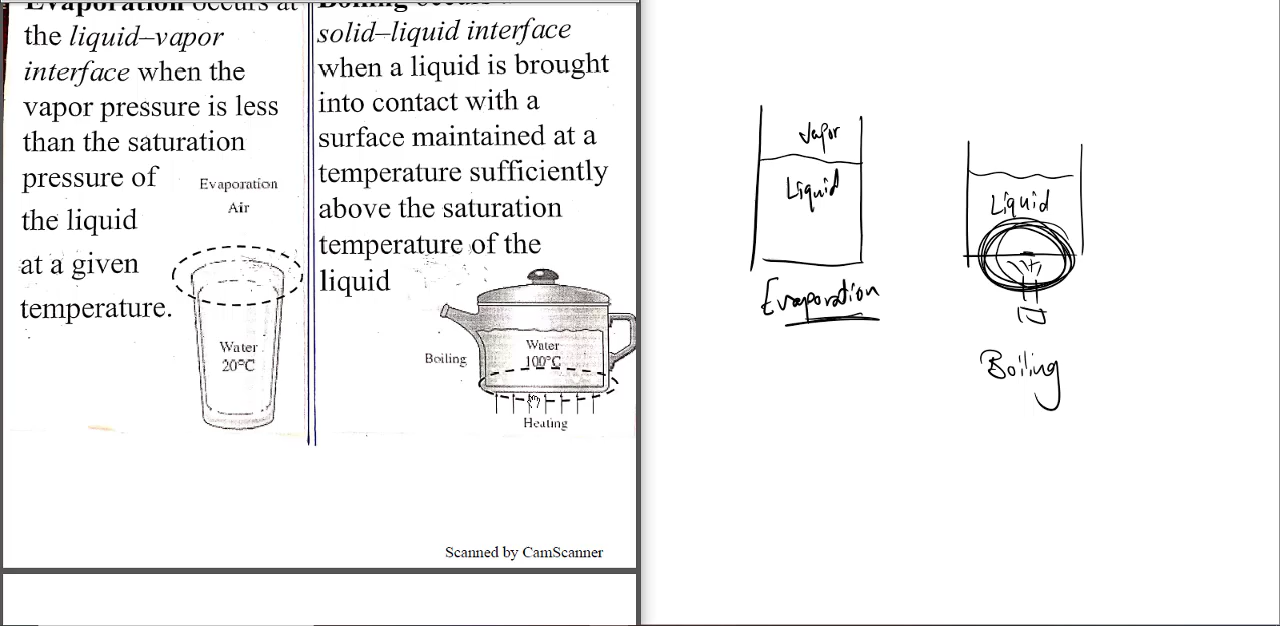 Evaporation occurs at
the liquid–vapor
interface when the
vapor pressure is less
than the saturation
pressure of
the liquid
at a given
temperature.
Evaporation
Air
Water
20°C
solid–liquid interface
when a liquid is brought
into contact with a
surface maintained at a
temperature sufficiently
above the saturation
temperature of the
liquid
Boiling
Water
100°C
Heating
Scanned by CamScanner
Vapor
Liquid
Evaporation
Liquid
Boiling